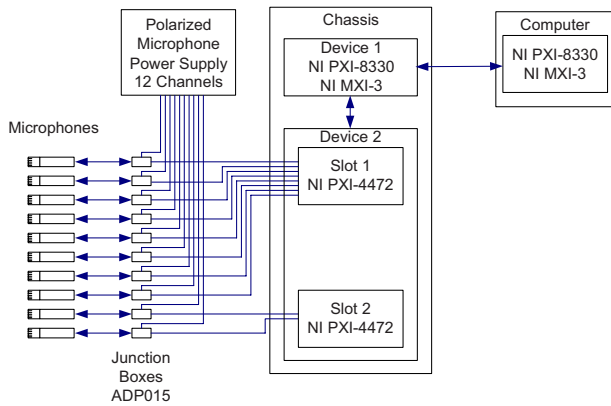 Polarized
Microphone
Power Supply
12 Channels
Chassis
Device 1
NI PXI-8330
NI MXI-3
Computer
NI PXI-8330
NI MXI-3
Microphones
Device 2
Slot 1
NI PXI-4472
Slot 2
NI PXI-4472
Junction
Boxes
ADP015